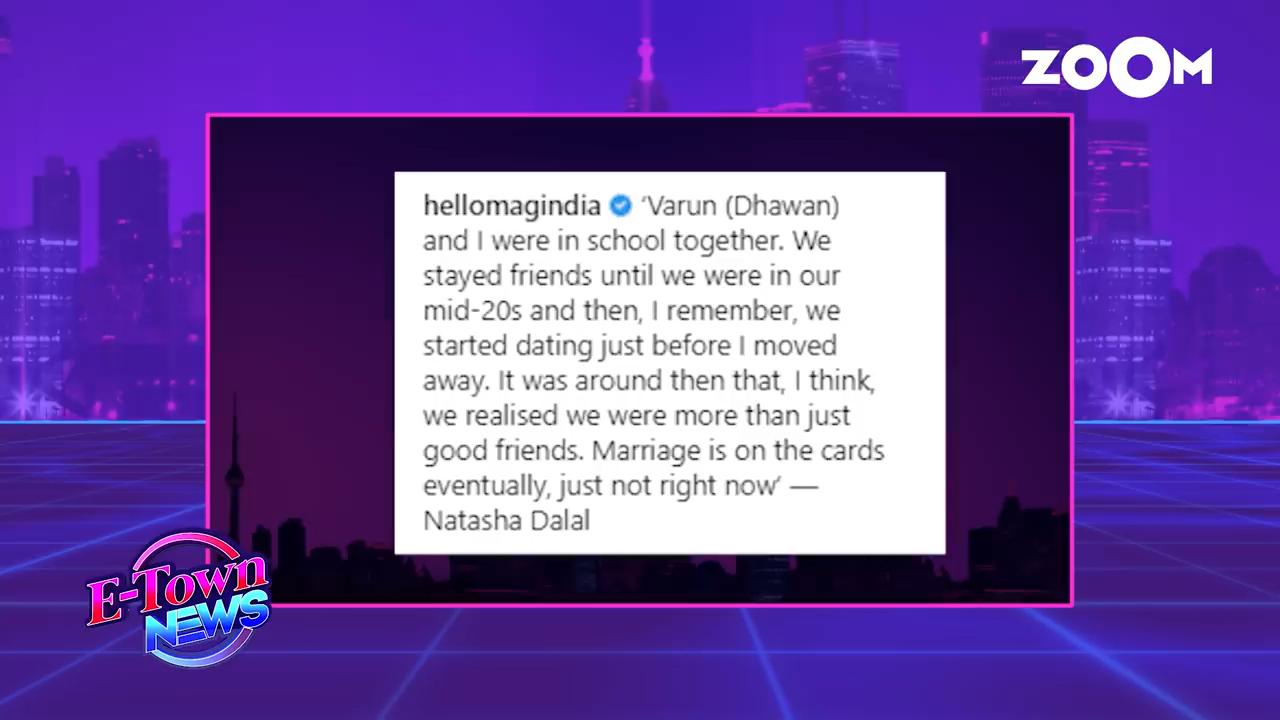 ZOOM
hellomagindia ‘Varun (Dhawan)
and I were in school together. We
stayed friends until we were in our
mid-20s and then, I remember, we
started dating just before I moved
away. It was around then that, I think,
we realised we were more than just
good friends. Marriage is on the cards
eventually, just not right now’ —
Natasha Dalal
E-Town
NEWS